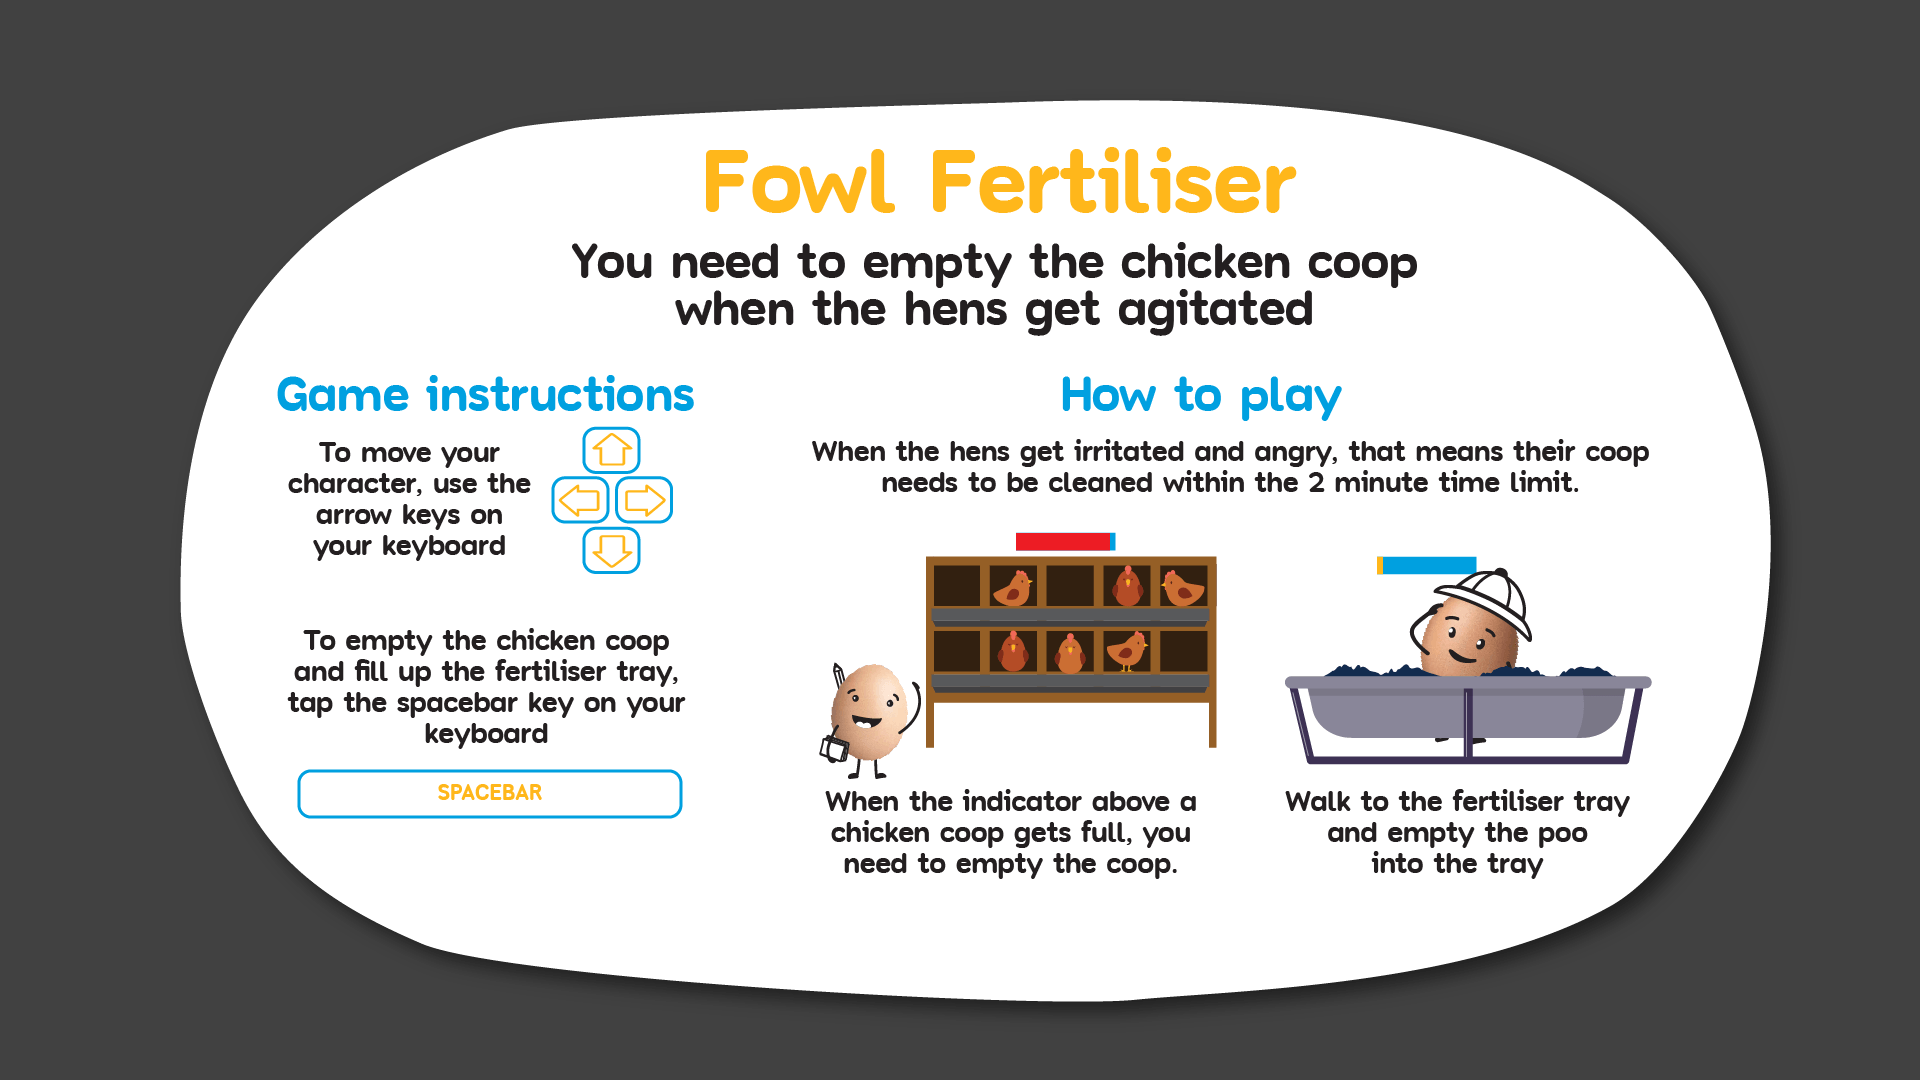 Fowl Fertiliser
You need to empty the chicken coop
when the hens get agitated
Game instructions
To move your
character, use the
arrow keys on
your keyboard
To empty the chicken coop
and fill up the fertiliser tray,
tap the spacebar key on your
keyboard
SPACEBAR
How to play
When the hens get irritated and angry, that means their coop
needs to be cleaned within the 2 minute time limit.
When the indicator above a
chicken coop gets full, you
need to empty the coop.
Walk to the fertiliser tray
and empty the poo
into the tray